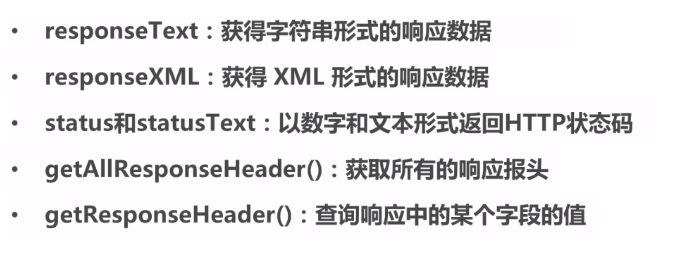 • responseText：获得字符串形式的响应数据
• responseXML：获得 XML 形式的响应数据
• status和statusText：以数字和文本形式返回HTTP状态码
• getAllResponseHeader()：获取所有的响应报头
• getResponseHeader()：查询响应中的某个字段的值